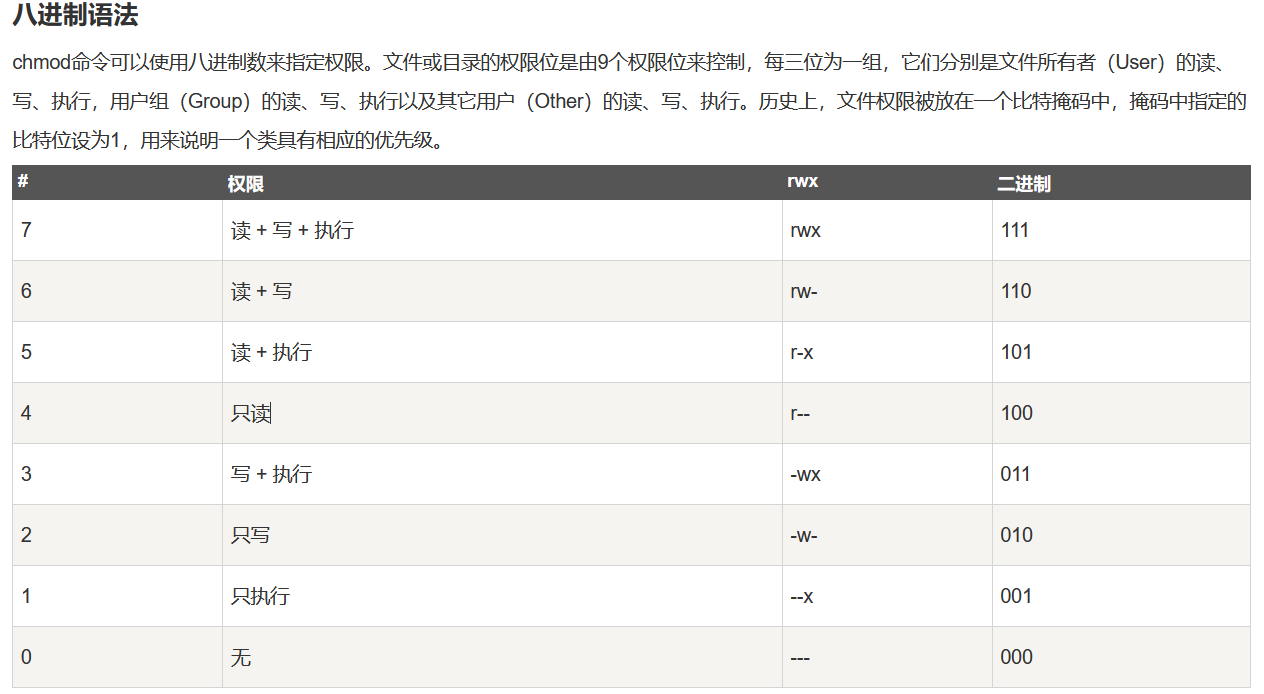 八进制语法
chmod命令可以使用八进制数来指定权限。文件或目录的权限位是由9个权限位来控制，每三位为一组，它们分别是文件所有者（User）的读、
写、执行，用户组（Group）的读、写、执行以及其它用户（Other）的读、写、执行。历史上，文件权限被放在一个比特掩码中，掩码中指定的
比特位设为1，用来说明一个类具有相应的优先级。
# 权限 rwx 二进制
7 读 + 写 + 执行 rwx 111
6 读 + 写 rw- 110
5 读 + 执行 r-x 101
4 只读 r-- 100
3 写 + 执行 -wx 011
2 只写 -w- 010
1 只执行 --x 001
0 无 --- 000